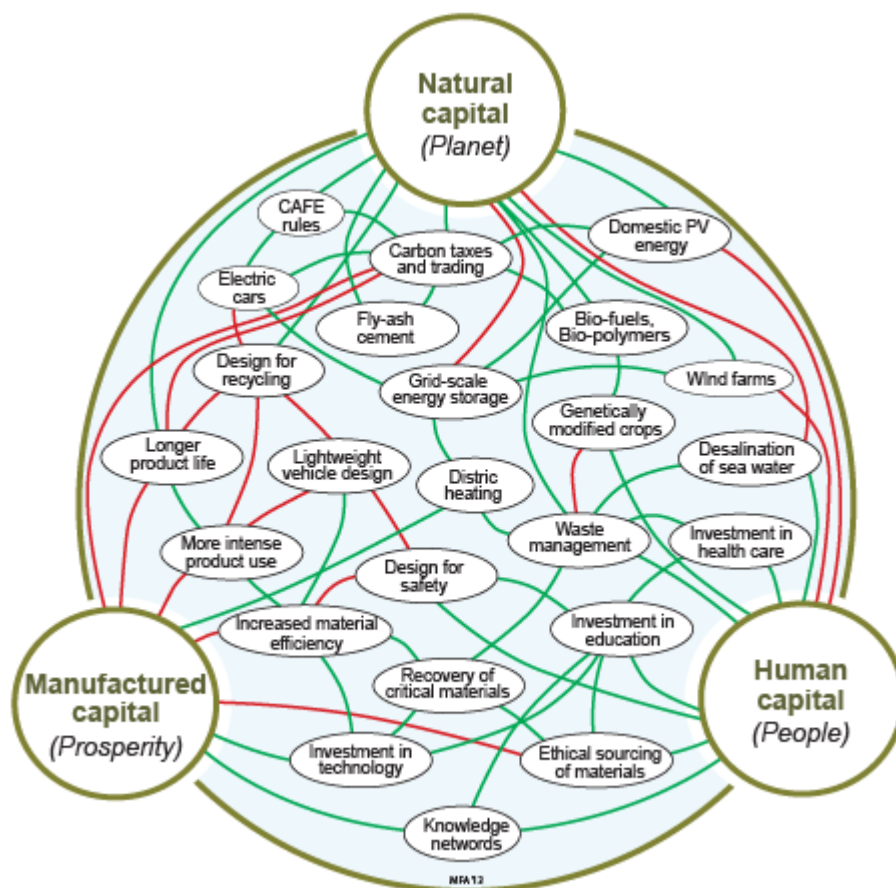 Natural
capital
(Planet)
CAFE
rules
Domestic PV
energy
Carbon taxes
and trading
Electric
cars
Fly-ash
cement
Bio-fuels,
Bio-polymers
Design for
recycling
Grid-scale
energy storage
WInd farms
Genetically
modified crops
Longer
product life
Lightweight
vehicle design
Desalination
of sea water
Distric
heating
More intense
product use
Waste
management
Investment in
health care
Design for
safety
Increased material
efficiency
Investment in
education
Manufactured
capital
(Prosperity)
Recovery of
critical materials
Human
capital
(People)
Investment in
technology
Ethical sourcing
of materials
Knowledge
networds
MFA 13